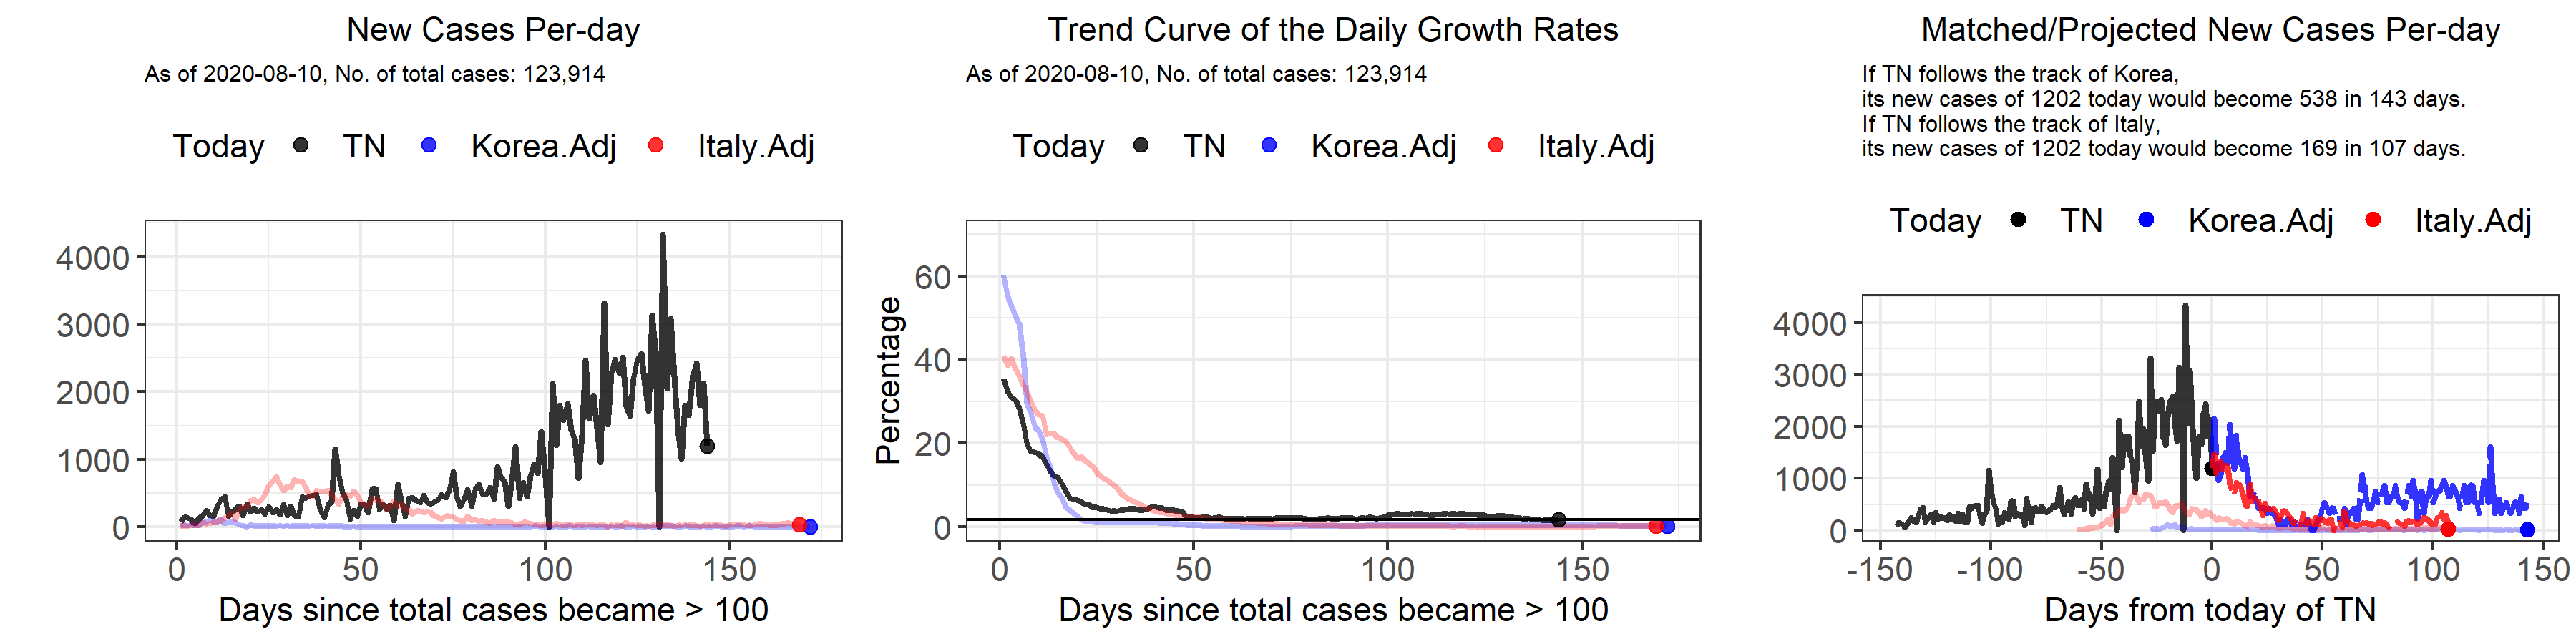 New Cases Per-day
As of 2020-08-10, No. of total cases: 123,914
Today TN Korea.Adj Italy.Adj
4000
3000
2000
1000
0
0 50 100 150
Days since total cases became > 100
Trend Curve of the Daily Growth Rates
As of 2020-08-10, No. of total cases: 123,914
Today TN Korea.Adj Italy.Adj
Percentage
60
40
20
0
0 50 100 150
Days since total cases became > 100
Matched/Projected New Cases Per-day
If TN follows the track of Korea,
its new cases of 1202 today would become 538 in 143 days.
If TN follows the track of Italy,
its new cases of 1202 today would become 169 in 107 days.
Today TN Korea.Adj Italy.Adj
4000
3000
2000
1000
0
-150 -100 -50 0 50 100 150
Days from today of TN